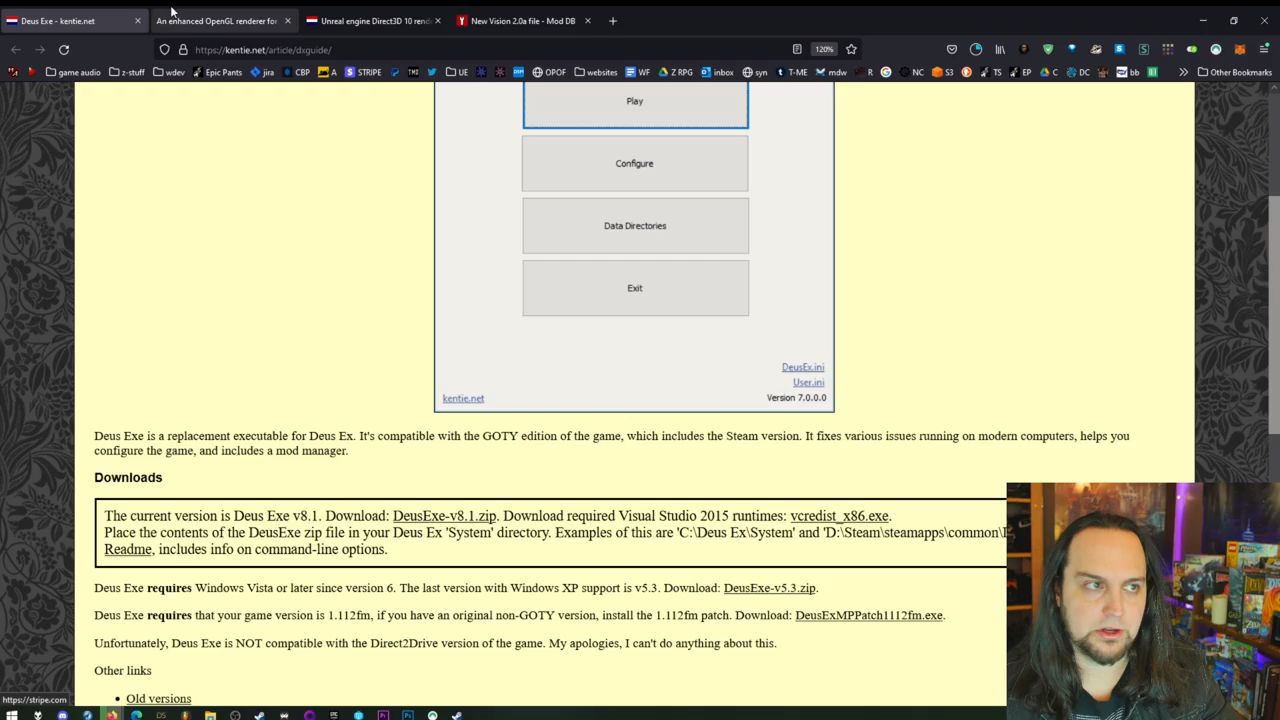 Deus Exe - kentie.net
An enhanced OpenGL renderer for
Unreal engine Direct3D 10 rend
New Vision 2.0a file - Mod DB
https://kentie.net/article/dxguide/
120%
game audio
z-stuff
wdev
Epic Pants
jira
CBP
A
STRIPE
UE
OPOF
websites
WF
Z RPG
inbox
syn
T-ME
mdw
R
NC
S3
TS
EP
C
DC
bb
Other Bookmarks
Play
Configure
Data Directories
Exit
DeusEx.ini
User.ini
kentie.net
Version 7.0.0.0
Deus Exe is a replacement executable for Deus Ex. It's compatible with the GOTY edition of the game, which includes the Steam version. It fixes various issues running on modern computers, helps you
configure the game, and includes a mod manager.
Downloads
The current version is Deus Exe v8.1. Download: DeusExe-v8.1.zip. Download required Visual Studio 2015 runtimes: vcredist_x86.exe.
Place the contents of the DeusExe zip file in your Deus Ex 'System' directory. Examples of this are 'C:\Deus Ex\System' and 'D:\Steam\steamapps\common\
Readme, includes info on command-line options.
Deus Exe requires Windows Vista or later since version 6. The last version with Windows XP support is v5.3. Download: DeusExe-v5.3.zip.
Deus Exe requires that your game version is 1.112fm, if you have an original non-GOTY version, install the 1.112fm patch. Download: DeusExMPPatch1112fm.exe.
Unfortunately, Deus Exe is NOT compatible with the Direct2Drive version of the game. My apologies, I can't do anything about this.
Other links
• Old versions
https://stripe.com